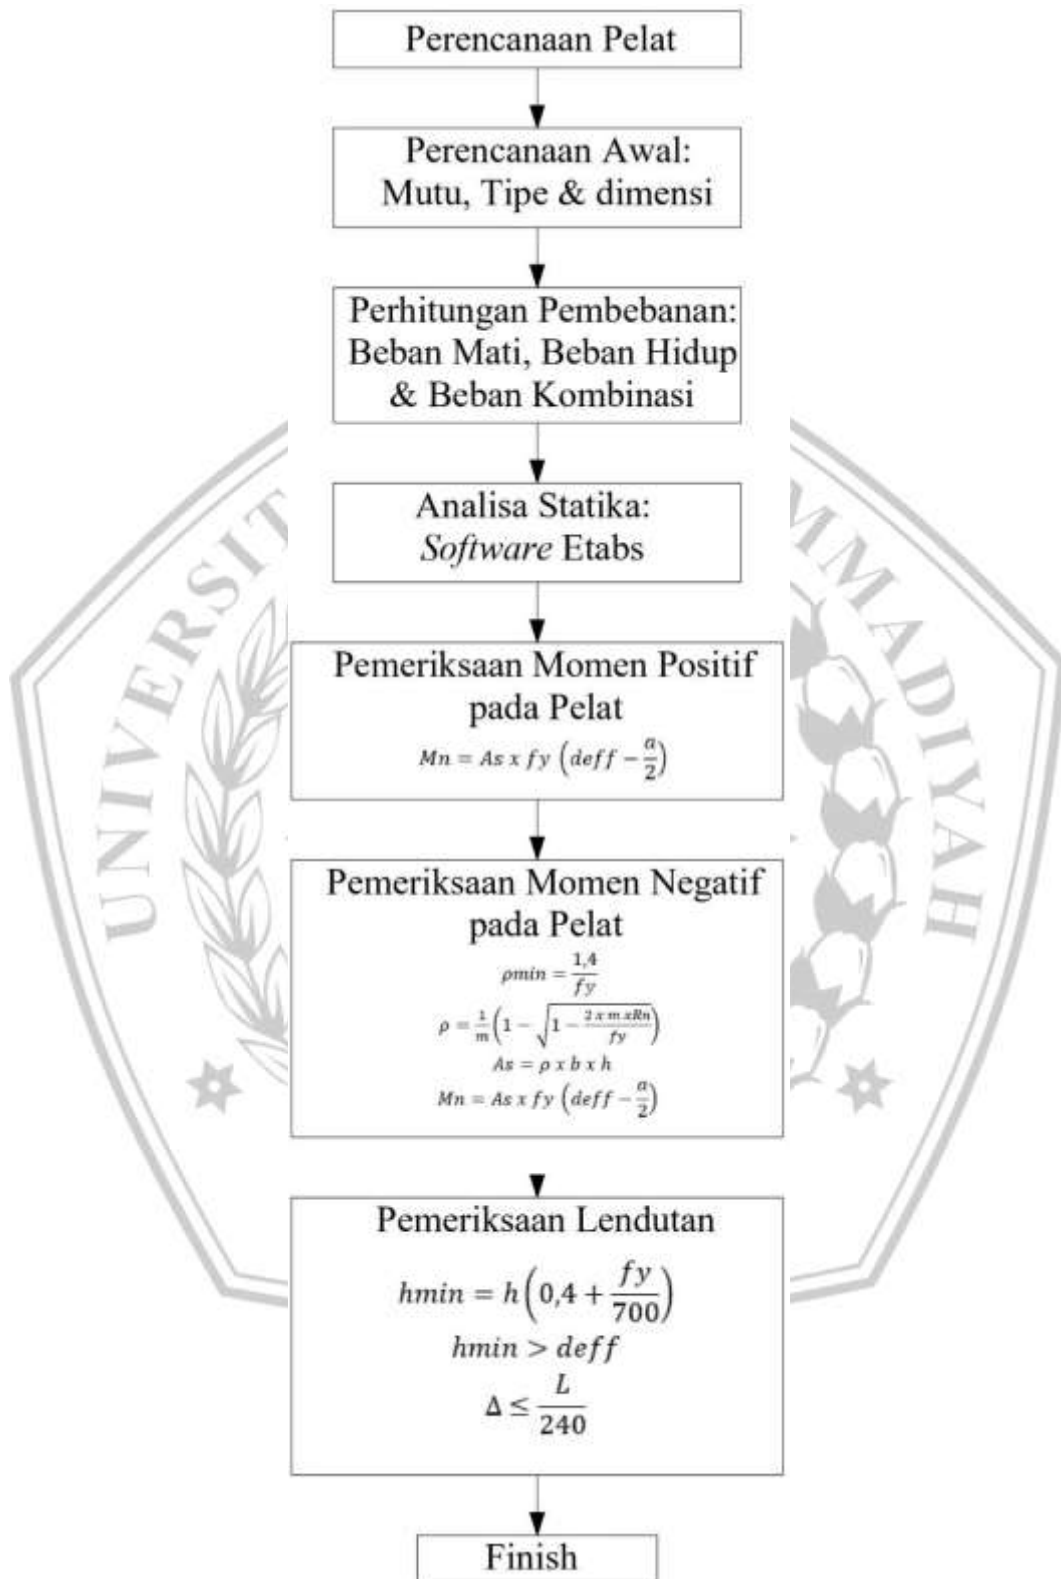 Perencanaan Pelat
Perencanaan Awal:
Mutu, Tipe & dimensi
Perhitungan Pembebanan:
Beban Mati, Beban Hidup
& Beban Kombinasi
Analisa Statika:
Software Etabs
Pemeriksaan Momen Positif
pada Pelat
Mn = As x fy (deff − a/2)
Pemeriksaan Momen Negatif
pada Pelat
ρmin = 1,4/fy
ρ = 1/m (1 − √(1 − 2 x m xRn/fy))
As = ρ x b x h
Mn = As x fy (deff − a/2)
Pemeriksaan Lendutan
hmin = h(0,4 + fy/700)
hmin > deff
Δ ≤ L/240
Finish